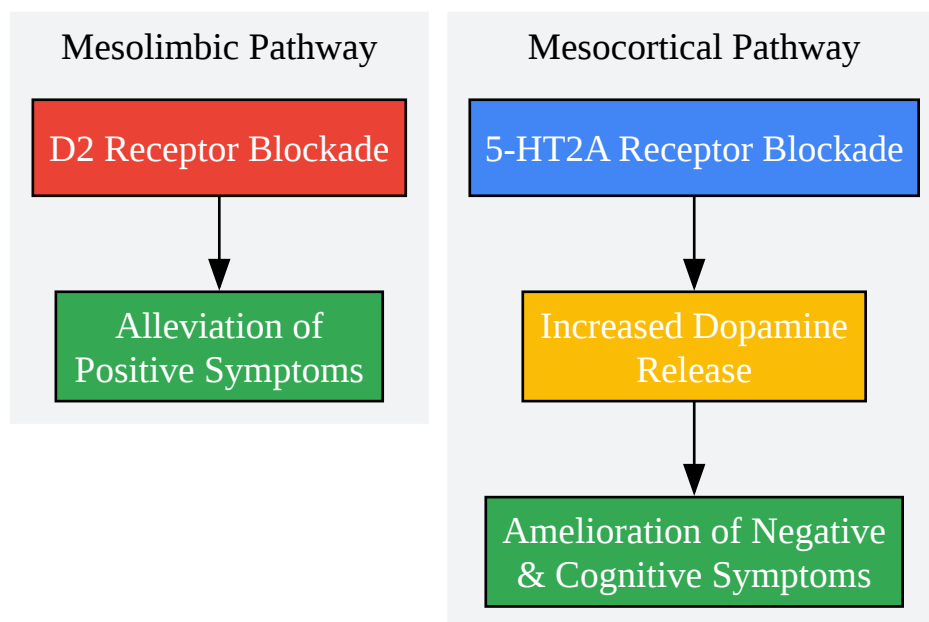 Mesolimbic Pathway
D2 Receptor Blockade
Alleviation of
Positive Symptoms
Mesocortical Pathway
5-HT2A Receptor Blockade
Increased Dopamine
Release
Amelioration of Negative
& Cognitive Symptoms